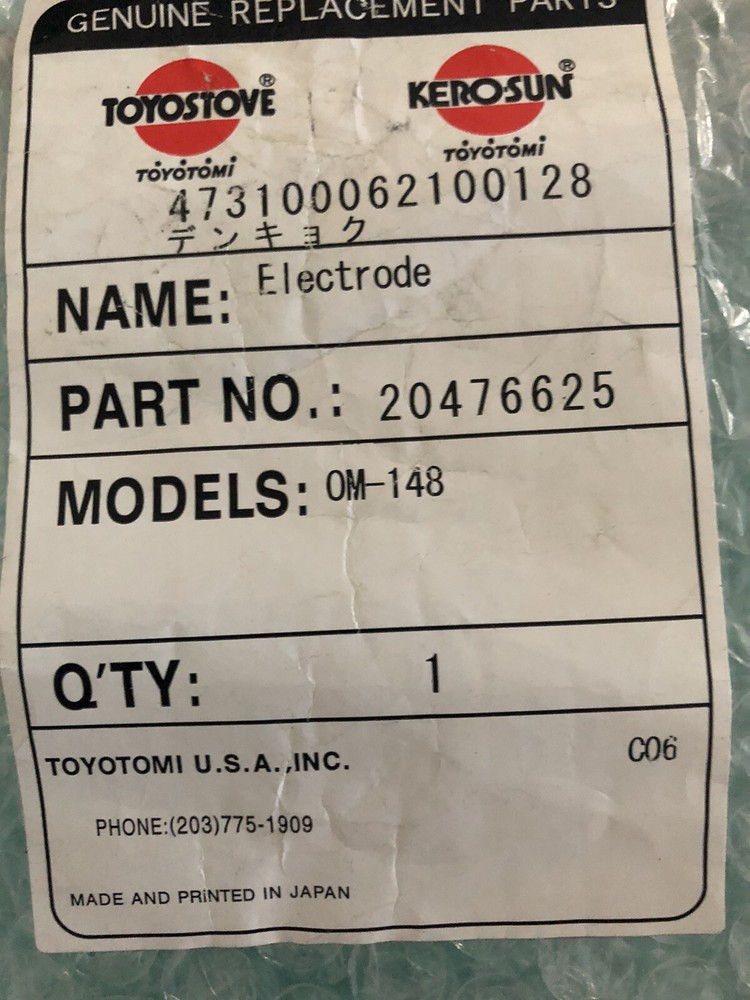 GENUINE REPLACEMENT PARTS
TOYOSTOVE® KERO-SUN®
TOYOTOMI TOYOTOMI
473100062100128
デンキョク
NAME: Electrode
PART NO.: 20476625
MODELS: OM-148
Q'TY: 1
TOYOTOMI U.S.A.,INC. C06
PHONE:(203)775-1909
MADE AND PRINTED IN JAPAN